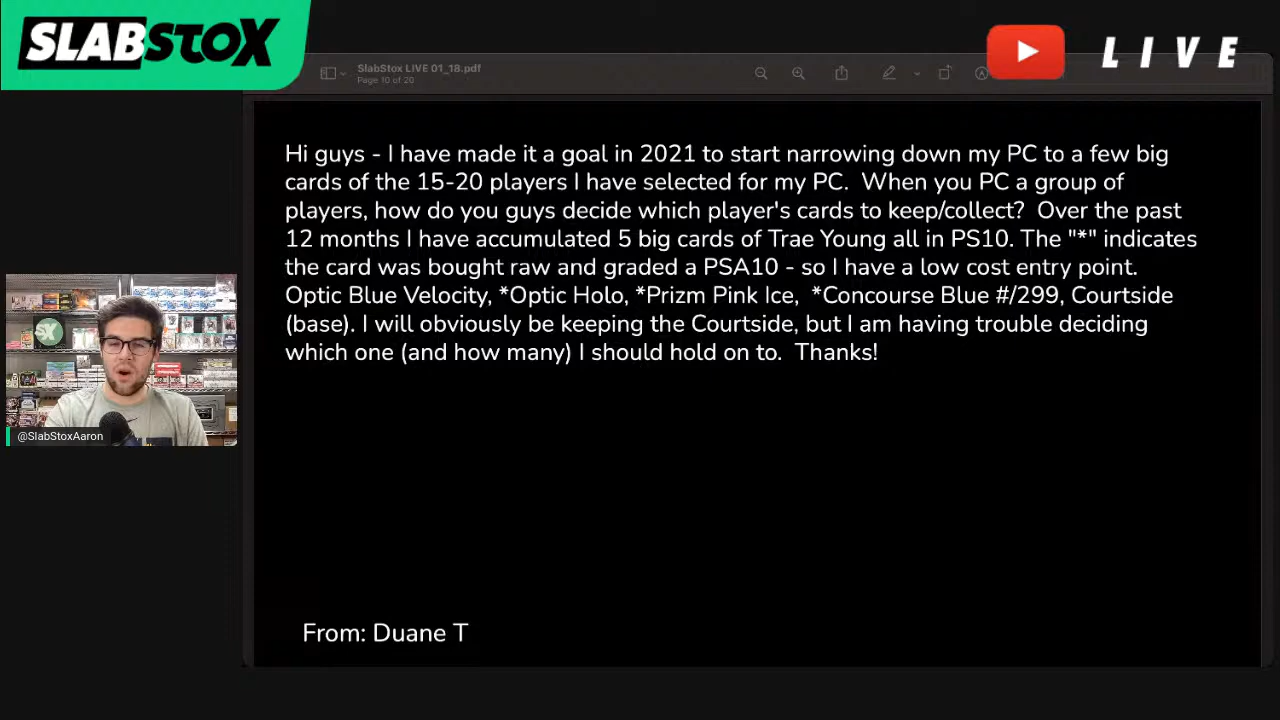 SLABSTOX
LIVE
SlabStox LIVE 01_18.pdf
Page 10 of 20
Hi guys - I have made it a goal in 2021 to start narrowing down my PC to a few big
cards of the 15-20 players I have selected for my PC.  When you PC a group of
players, how do you guys decide which player's cards to keep/collect?  Over the past
12 months I have accumulated 5 big cards of Trae Young all in PS10. The "*" indicates
the card was bought raw and graded a PSA10 - so I have a low cost entry point.
Optic Blue Velocity, *Optic Holo, *Prizm Pink Ice,  *Concourse Blue #/299, Courtside
(base). I will obviously be keeping the Courtside, but I am having trouble deciding
which one (and how many) I should hold on to.  Thanks!
SX
@SlabStoxAaron
From: Duane T